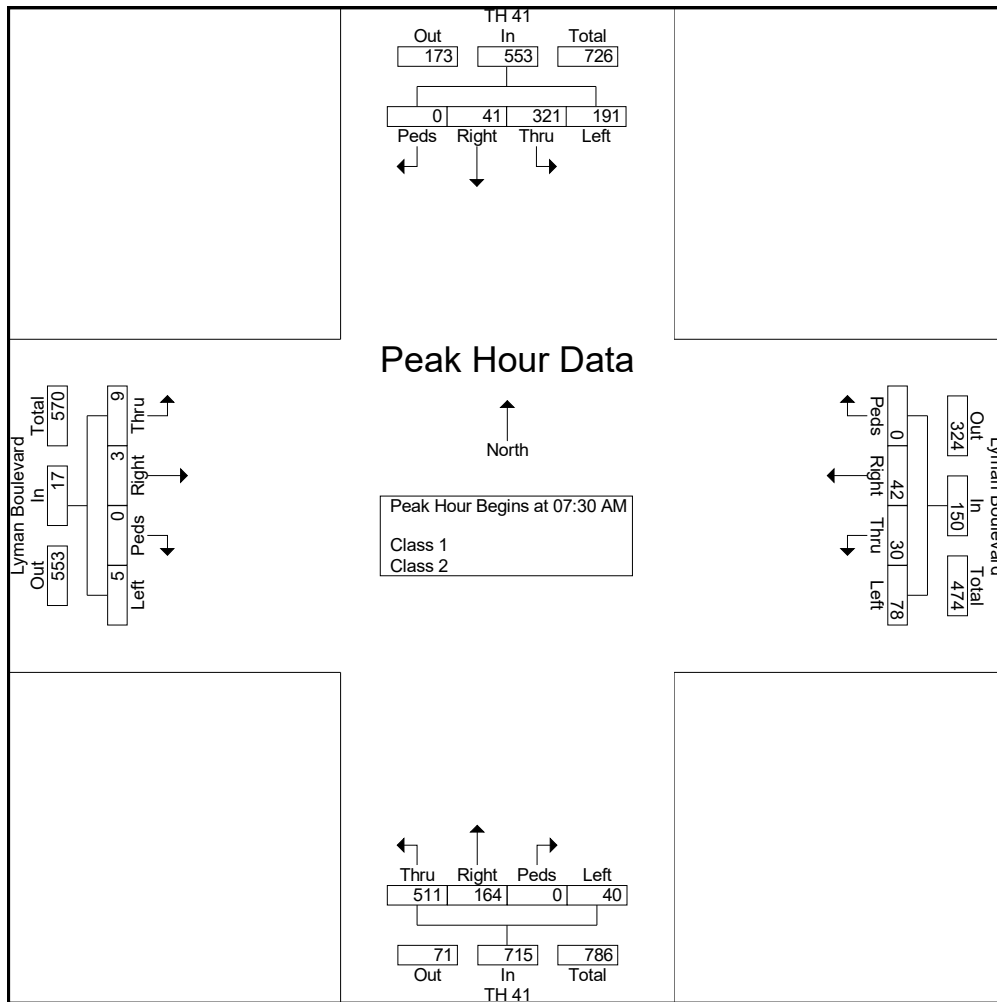 TH 41
Out In Total
173 553 726
0 41 321 191
Peds Right Thru Left
Peak Hour Data
North
Peak Hour Begins at 07:30 AM
Class 1
Class 2
Lyman Boulevard
Out In Total
553 17 570
Left Peds Right Thru
5 0 3 9
Lyman Boulevard
Out In Total
324 150 474
Peds Right Thru Left
0 42 30 78
Thru Right Peds Left
511 164 0 40
71 715 786
Out In Total
TH 41